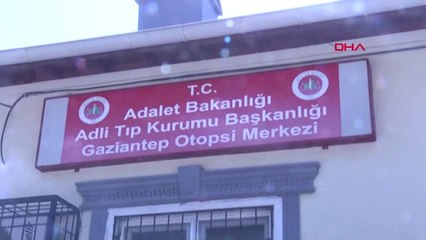 DHA
T.C.
Adalet Bakanlığı
Adli Tıp Kurumu Başkanlığı
Gaziantep Otopsi Merkezi